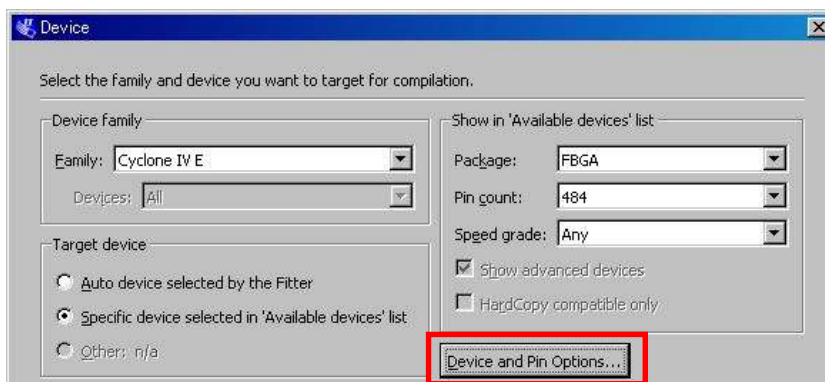 Device
Select the family and device you want to target for compilation.
Device family
Family: Cyclone IV E
Devices: All
Target device
Auto device selected by the Fitter
Specific device selected in 'Available devices' list
Other: n/a
Show in 'Available devices' list
Package: FBGA
Pin count: 484
Speed grade: Any
Show advanced devices
HardCopy compatible only
Device and Pin Options...